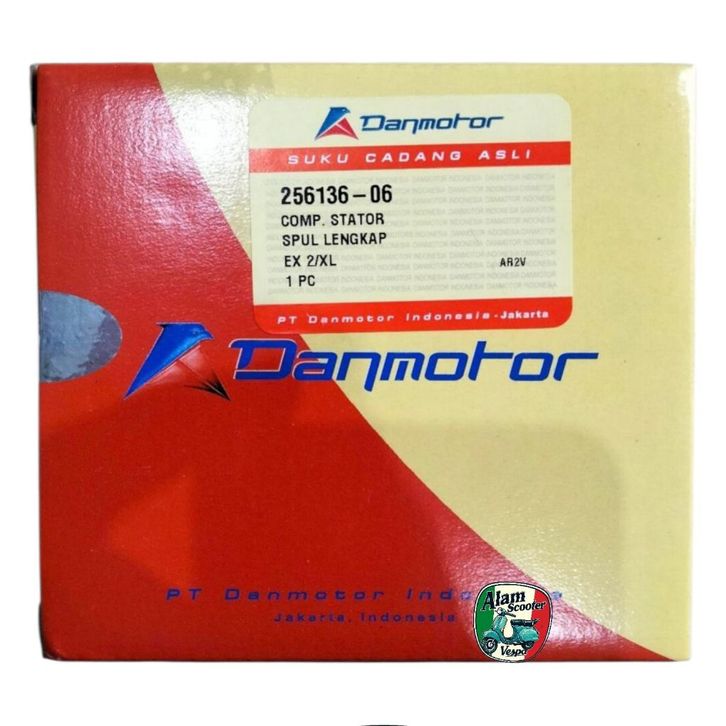 Danmotor
SUKU CADANG ASLI
256136-06
COMP. STATOR
SPUL LENGKAP
EX 2/XL
AR2V
1 PC
PT Danmotor Indonesia - Jakarta
Danmotor
PT Danmotor Indonesia
Jakarta, Indonesia
Alam
Scooter
Vespa